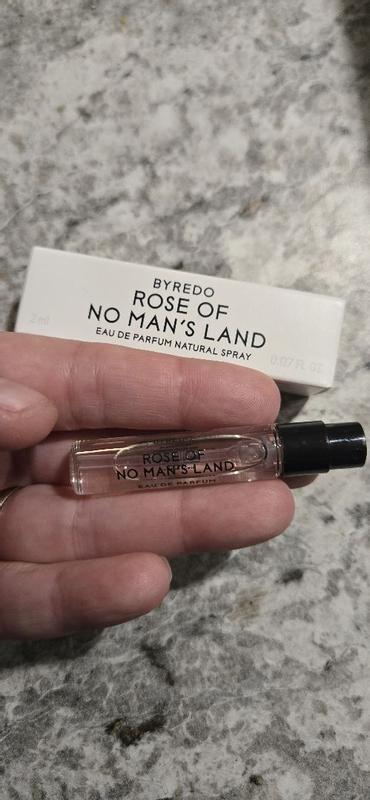 BYREDO
ROSE OF
NO MAN'S LAND
EAU DE PARFUM NATURAL SPRAY
2 ml
0.07 FL OZ
BYREDO
ROSE OF
NO MAN'S LAND
EAU DE PARFUM